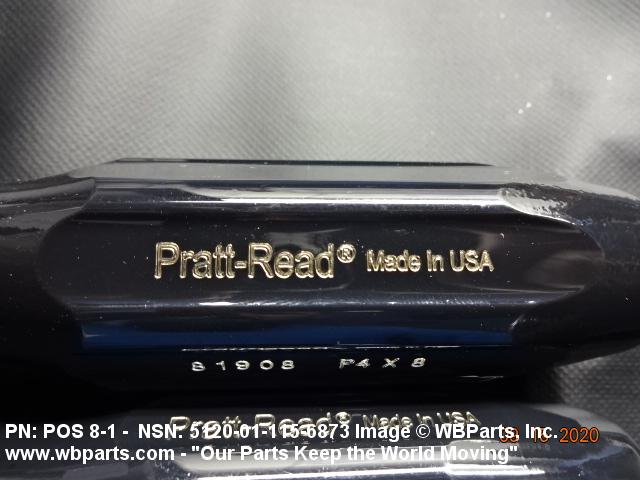 Pratt-Read® Made In USA
81908 P4 X 8
Pratt-Read® Made In USA
PN: POS 8-1 - NSN: 5120-01-115-6873 Image © WBParts, Inc.
2020
www.wbparts.com - "Our Parts Keep the World Moving"